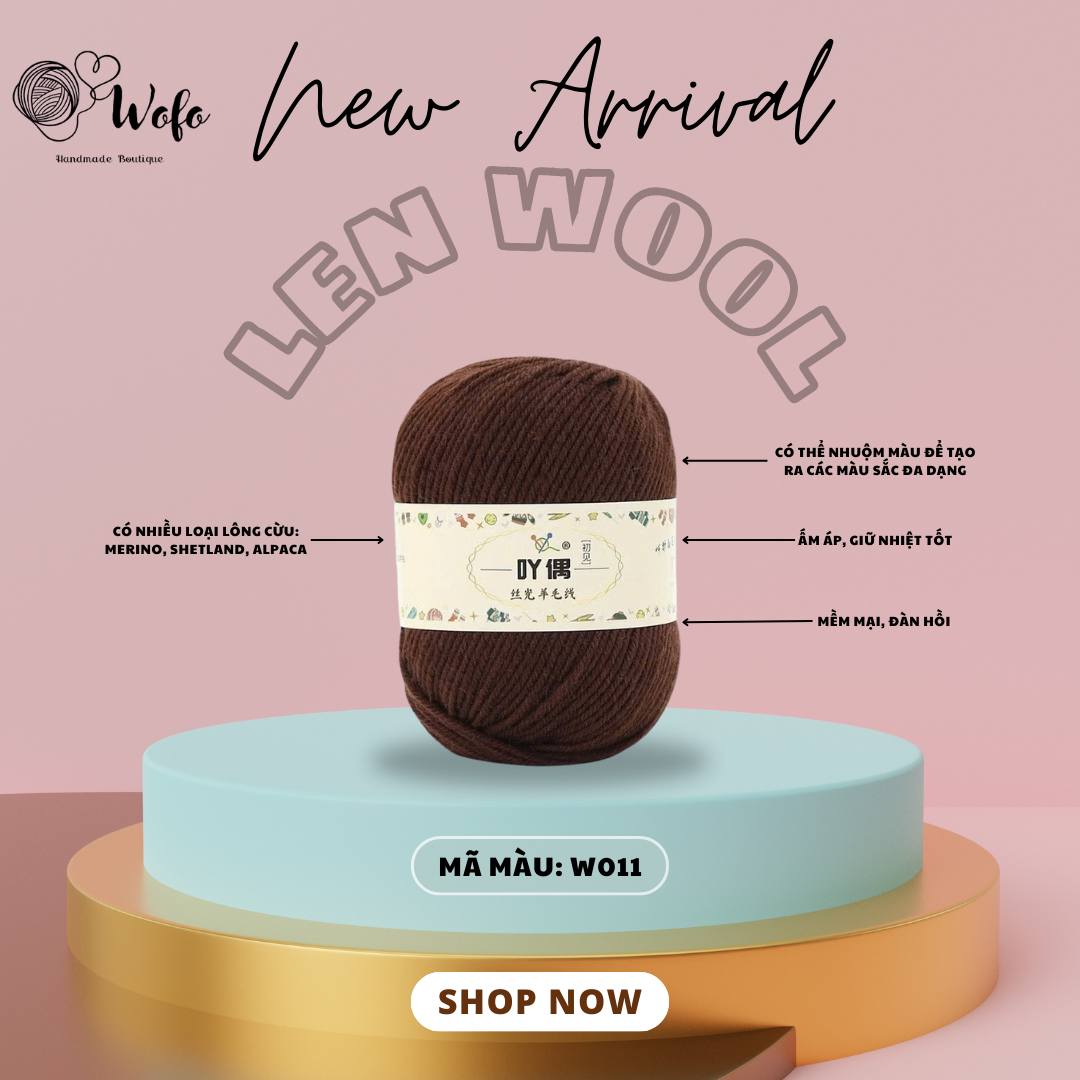 Wofo
Handmade Boutique
New Arrival
LEN WOOL
CÓ THỂ NHUỘM MÀU ĐỂ TẠO
RA CÁC MÀU SẮC ĐA DẠNG
CÓ NHIỀU LOẠI LÔNG CỪU:
MERINO, SHETLAND, ALPACA
ẤM ÁP, GIỮ NHIỆT TỐT
MỀM MẠI, ĐÀN HỒI
®
[初见]
吖偶
丝光羊毛线
MÃ MÀU: W011
SHOP NOW